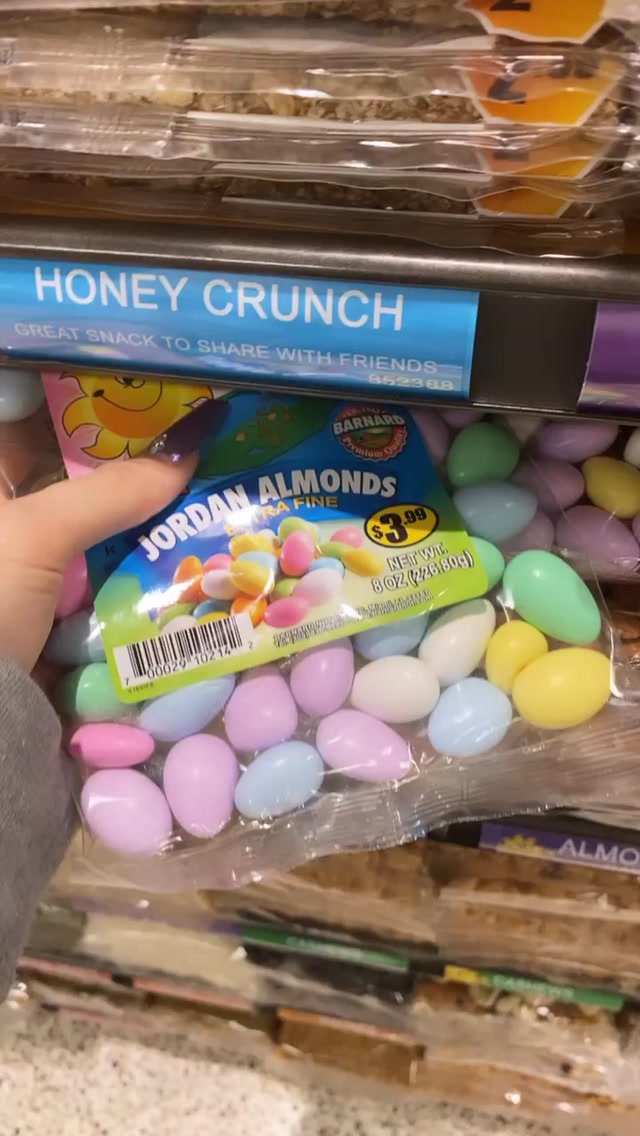 HONEY CRUNCH
GREAT SNACK TO SHARE WITH FRIENDS
852388
BARNARD
Premium Quality
JORDAN ALMONDS
EXTRA FINE
$3.99
NET WT.
8 OZ (226.80g)
K
7 00029 10214 2
ALMO
CASHEWS